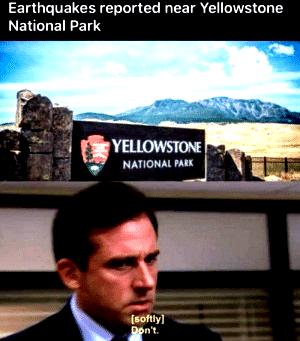 Earthquakes reported near Yellowstone
National Park
YELLOWSTONE
NATIONAL PARK
[softly]
Don't.